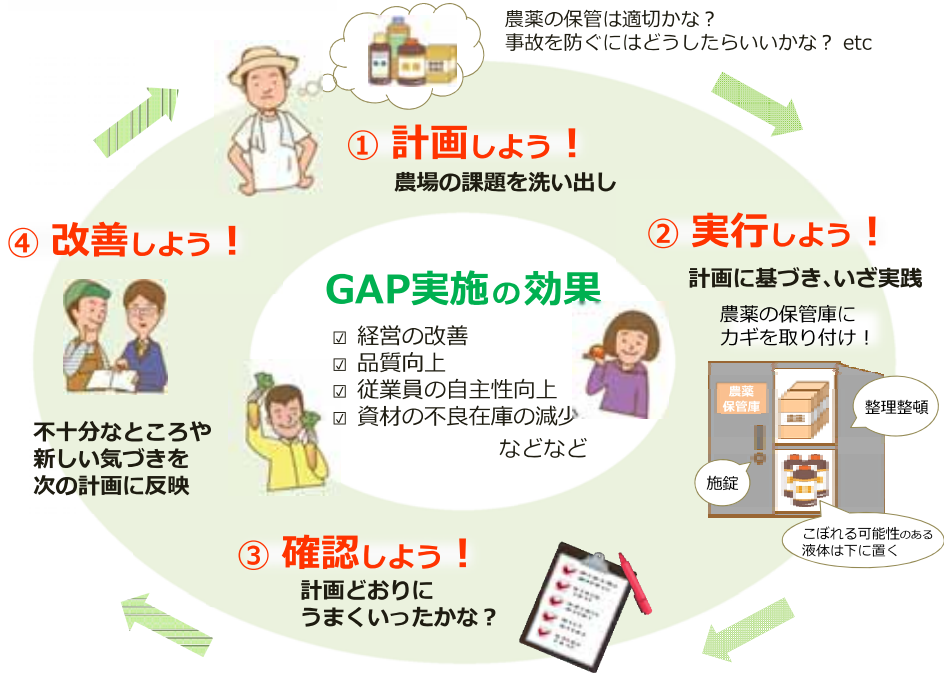 農薬の保管は適切かな？
事故を防ぐにはどうしたらいいかな？ etc
① 計画しよう！
農場の課題を洗い出し
② 実行しよう！
計画に基づき、いざ実践
農薬の保管庫に
カギを取り付け！
農薬
保管庫
整理整頓
施錠
こぼれる可能性のある
液体は下に置く
③ 確認しよう！
計画どおりに
うまくいったかな？
④ 改善しよう！
不十分なところや
新しい気づきを
次の計画に反映
GAP実施の効果
☑ 経営の改善
☑ 品質向上
☑ 従業員の自主性向上
☑ 資材の不良在庫の減少
などなど